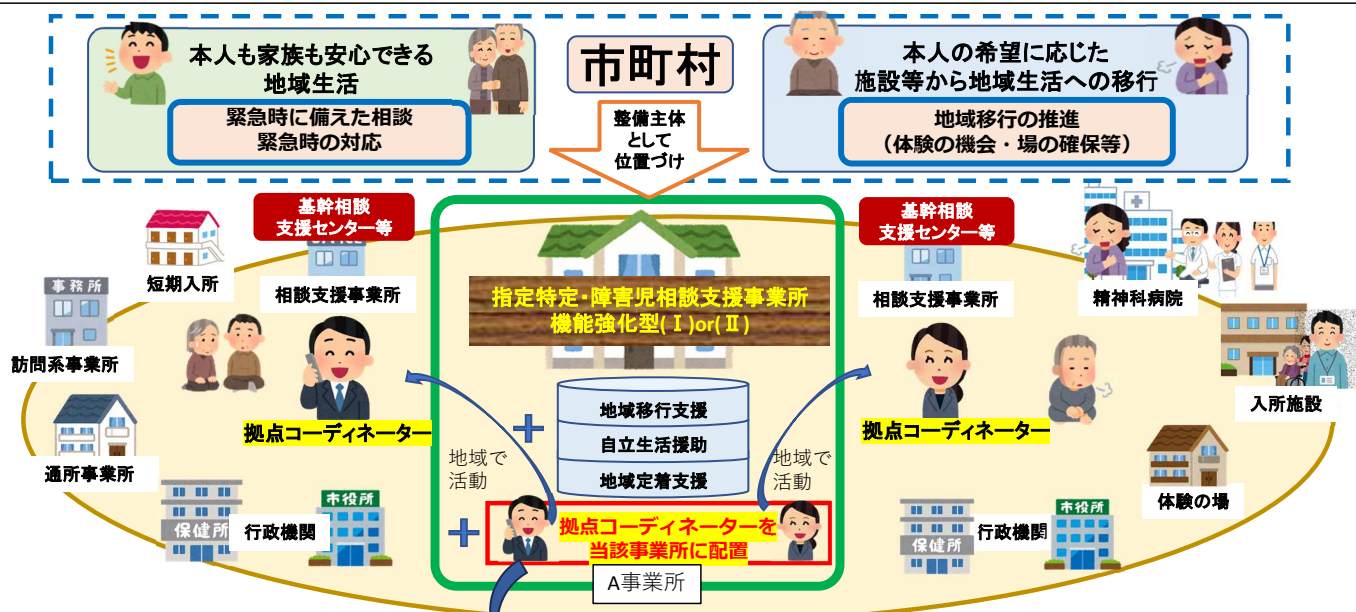 本人も家族も安心できる
地域生活
緊急時に備えた相談
緊急時の対応
市町村
整備主体
として
位置づけ
本人の希望に応じた
施設等から地域生活への移行
地域移行の推進
（体験の機会・場の確保等）
基幹相談
支援センター等
相談支援事業所
短期入所
事務所
訪問系事業所
通所事業所
拠点コーディネーター
保健所
行政機関
市役所
指定特定・障害児相談支援事業所
機能強化型(Ⅰ)or(Ⅱ)
＋
地域移行支援
自立生活援助
地域定着支援
地域で
活動
地域で
活動
＋
拠点コーディネーターを
当該事業所に配置
A事業所
基幹相談
支援センター等
相談支援事業所
精神科病院
入所施設
拠点コーディネーター
体験の場
保健所
行政機関
市役所